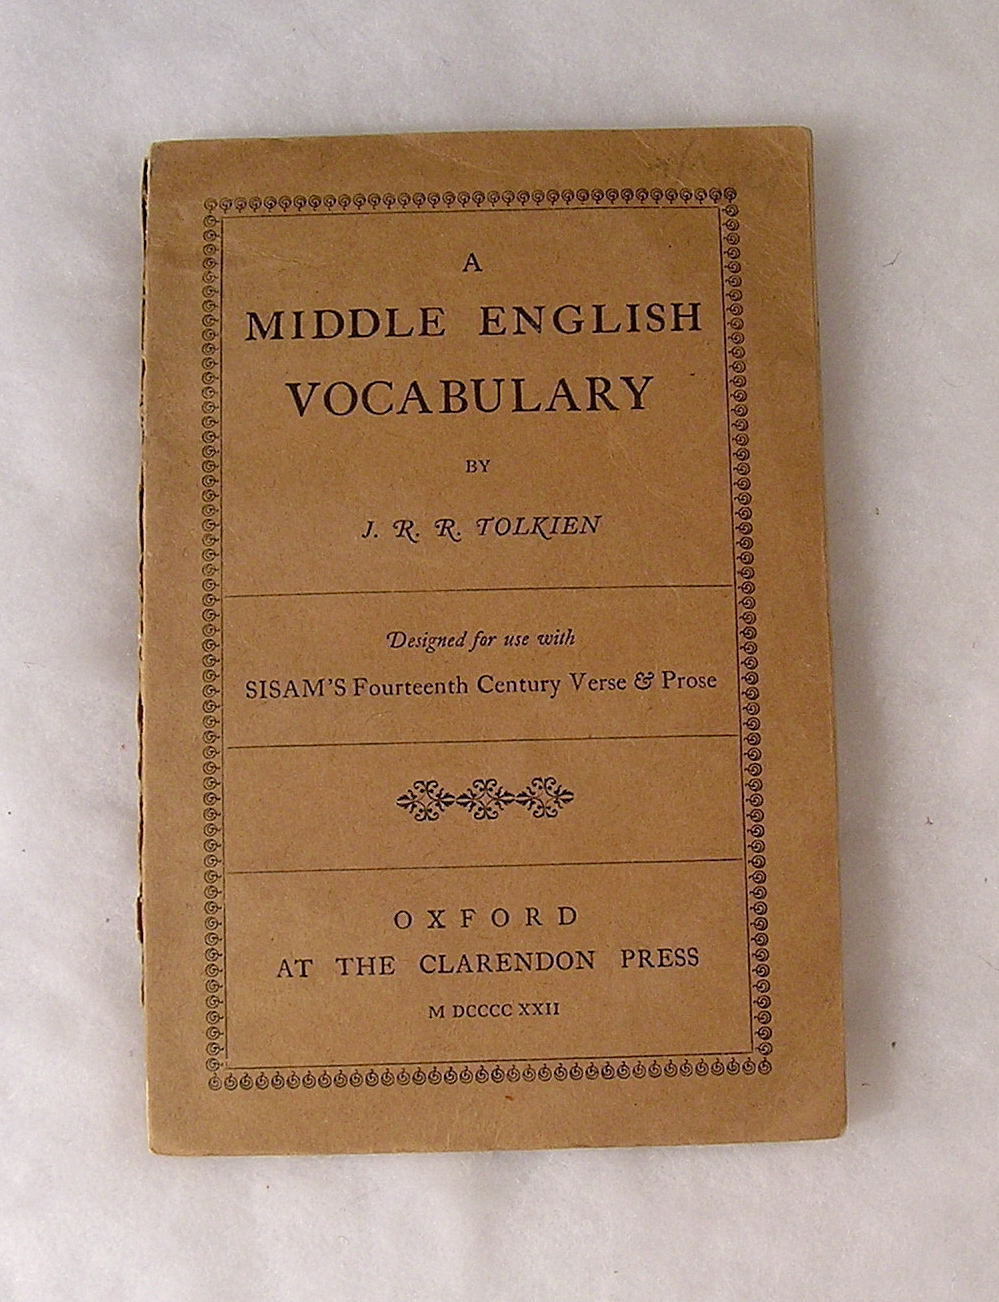 A
MIDDLE ENGLISH
VOCABULARY
BY
J. R. R. TOLKIEN
Designed for use with
SISAM'S Fourteenth Century Verse & Prose
OXFORD
AT THE CLARENDON PRESS
M DCCCC XXII